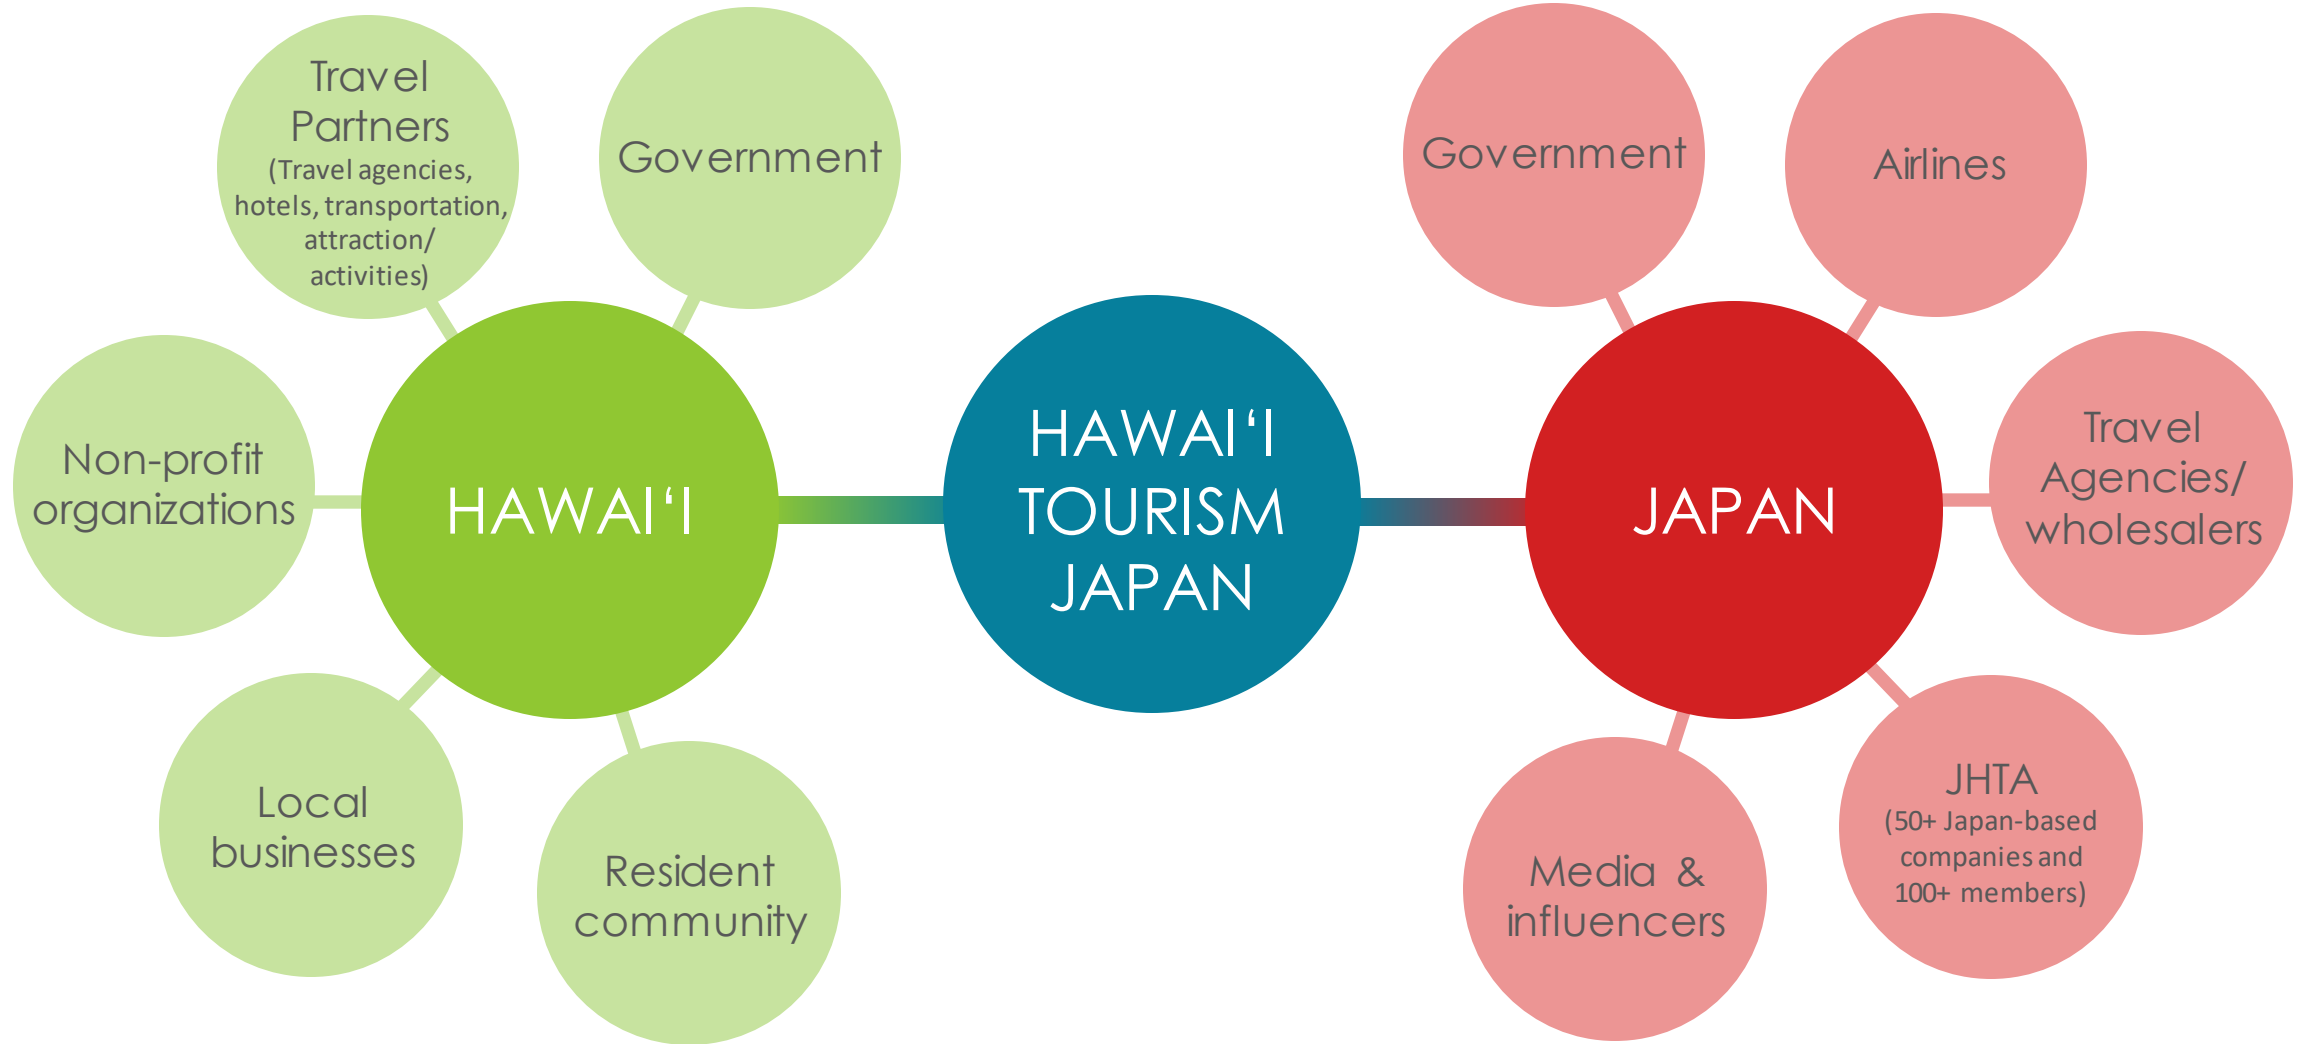 Travel
Partners
(Travel agencies,
hotels, transportation,
attraction/
activities)
Government
Non-profit
organizations
HAWAIʻI
Local
businesses
Resident
community
HAWAIʻI
TOURISM
JAPAN
Government
Airlines
JAPAN
Travel
Agencies/
wholesalers
JHTA
(50+ Japan-based
companies and
100+ members)
Media &
influencers